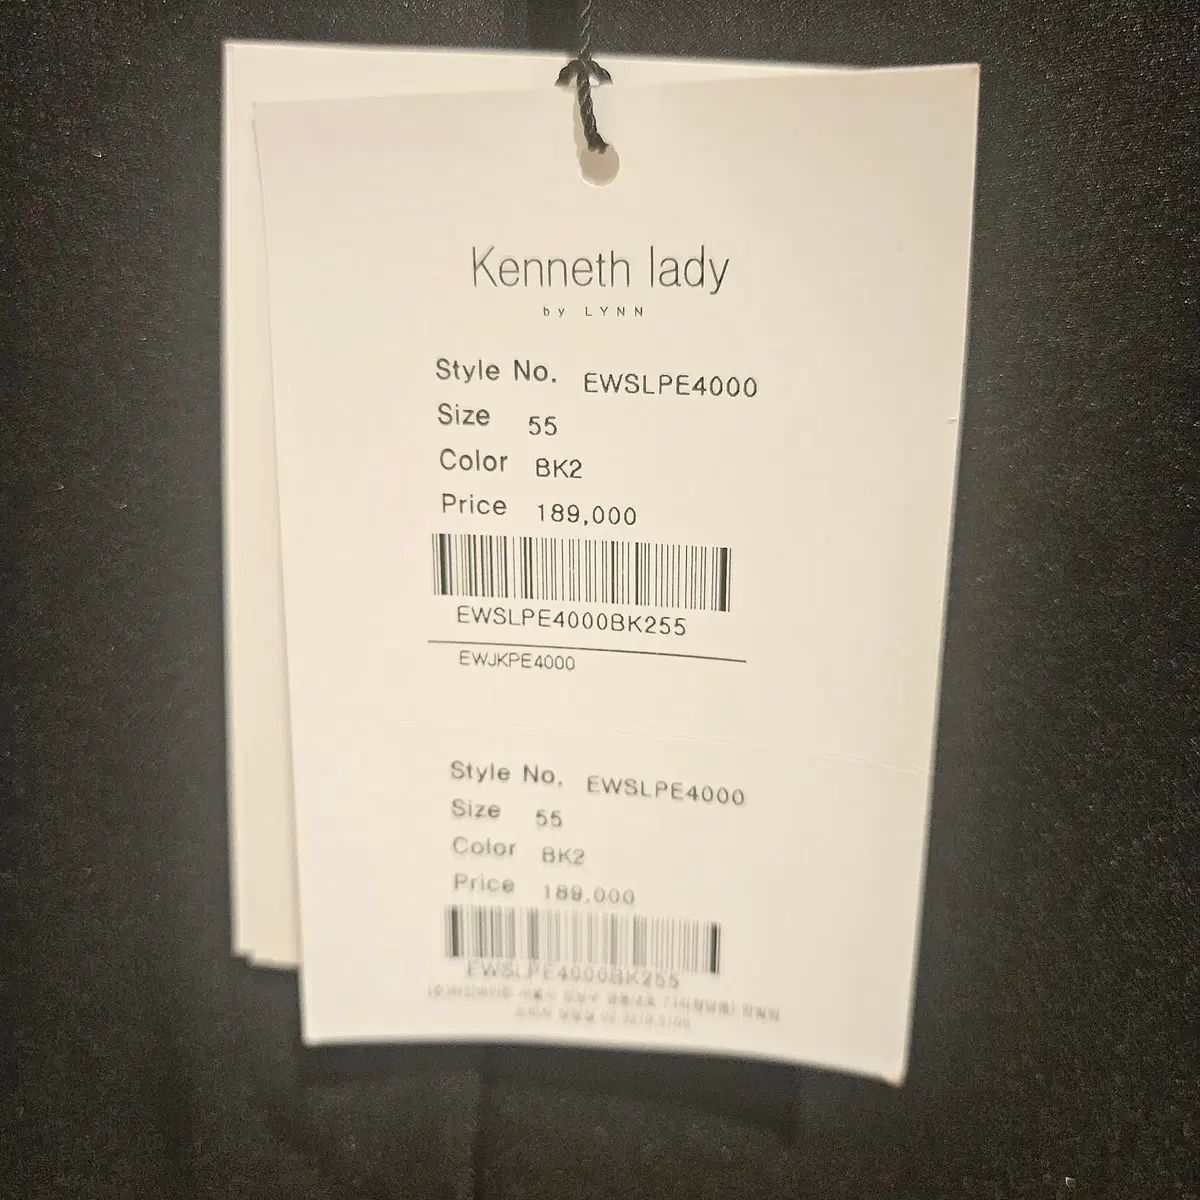 Kenneth lady
by LYNN
Style No. EWSLPE4000
Size 55
Color BK2
Price 189,000
EWSLPE4000BK255
EWJKPE4000
Style No. EWSLPE4000
Size 55
Color BK2
Price 189,000
EWSLPE4000BK255